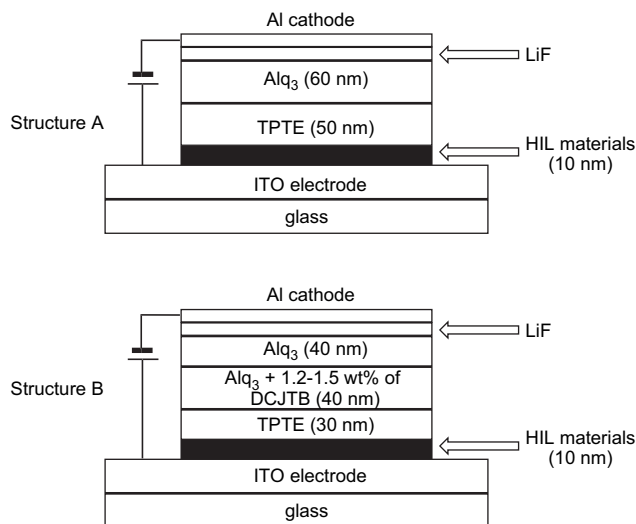 Al cathode
LiF
Alq3 (60 nm)
Structure A
TPTE (50 nm)
HIL materials
(10 nm)
ITO electrode
glass
Al cathode
LiF
Alq3 (40 nm)
Structure B
Alq3 + 1.2-1.5 wt% of
DCJTB (40 nm)
TPTE (30 nm)
HIL materials
(10 nm)
ITO electrode
glass